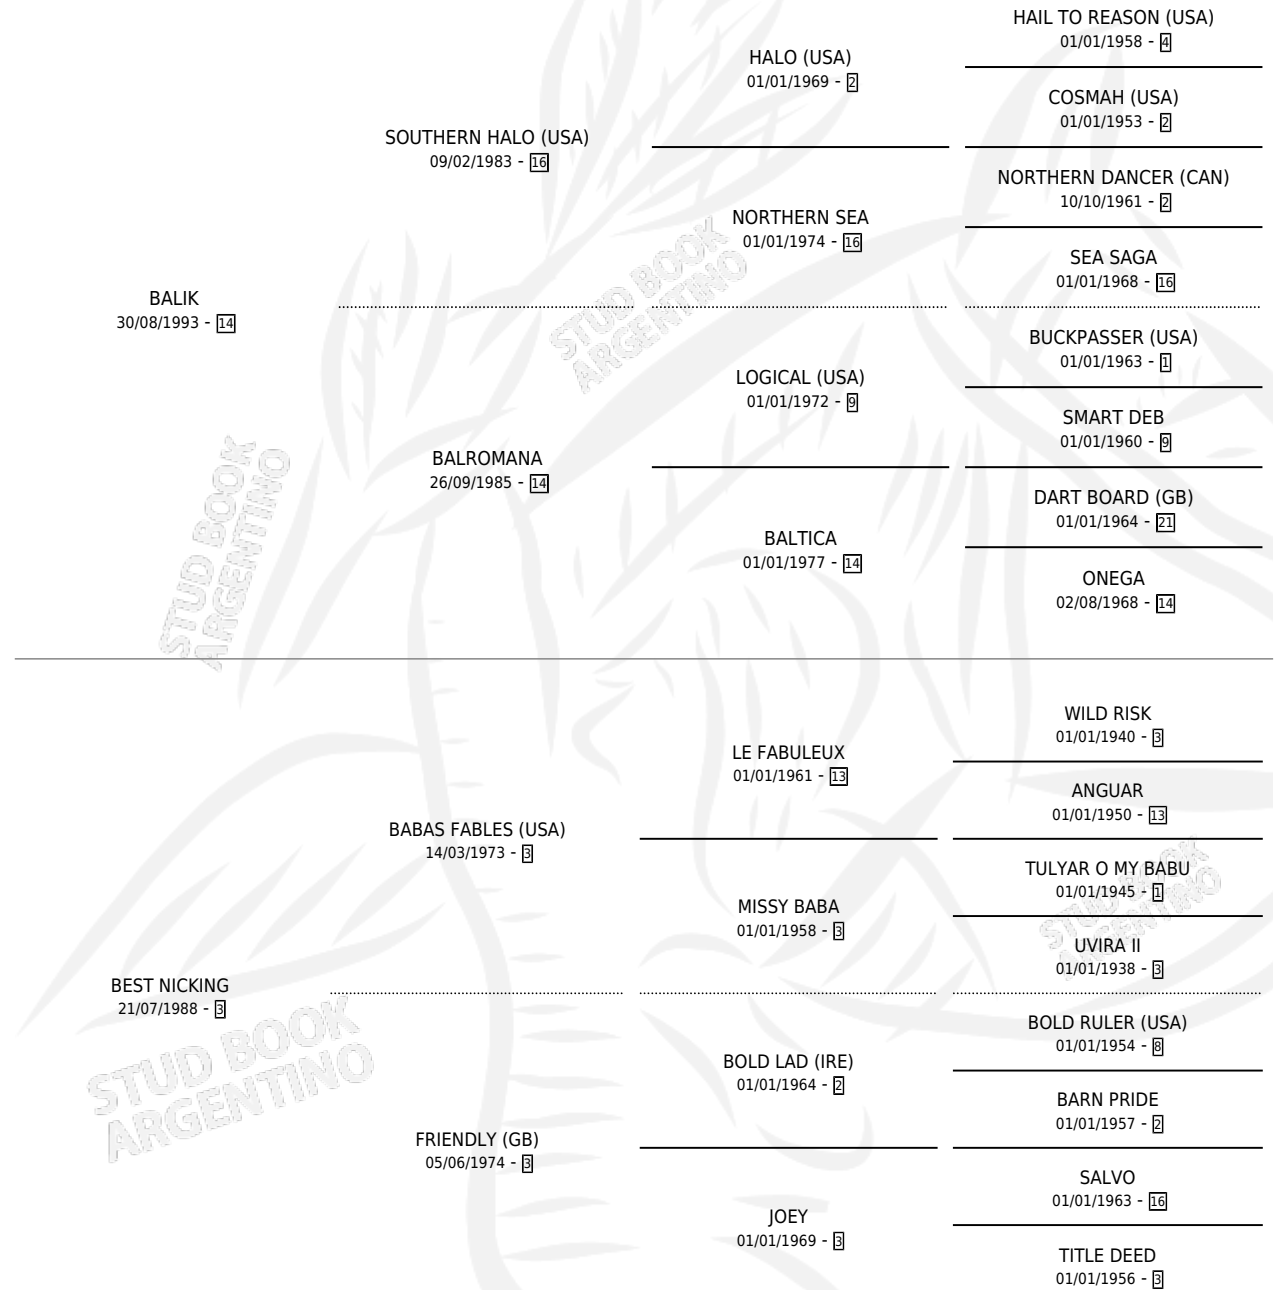 HAIL TO REASON (USA)
01/01/1958 - 4
HALO (USA)
01/01/1969 - 2
COSMAH (USA)
01/01/1953 - 2
SOUTHERN HALO (USA)
09/02/1983 - 16
NORTHERN DANCER (CAN)
10/10/1961 - 2
NORTHERN SEA
01/01/1974 - 16
SEA SAGA
01/01/1968 - 16
BALIK
30/08/1993 - 14
BUCKPASSER (USA)
01/01/1963 - 1
LOGICAL (USA)
01/01/1972 - 9
SMART DEB
01/01/1960 - 9
BALROMANA
26/09/1985 - 14
DART BOARD (GB)
01/01/1964 - 21
BALTICA
01/01/1977 - 14
ONEGA
02/08/1968 - 14
WILD RISK
01/01/1940 - 3
LE FABULEUX
01/01/1961 - 13
ANGUAR
01/01/1950 - 13
BABAS FABLES (USA)
14/03/1973 - 3
TULYAR O MY BABU
01/01/1945 - 1
MISSY BABA
01/01/1958 - 3
UVIRA II
01/01/1938 - 3
BEST NICKING
21/07/1988 - 3
BOLD RULER (USA)
01/01/1954 - 8
BOLD LAD (IRE)
01/01/1964 - 2
BARN PRIDE
01/01/1957 - 2
FRIENDLY (GB)
05/06/1974 - 3
SALVO
01/01/1963 - 16
JOEY
01/01/1969 - 3
TITLE DEED
01/01/1956 - 3
STUD BOOK
ARGENTINO
STUD BOOK
ARGENTINO
STUD BOOK
ARGENTINO
STUD BOOK
ARGENTINO